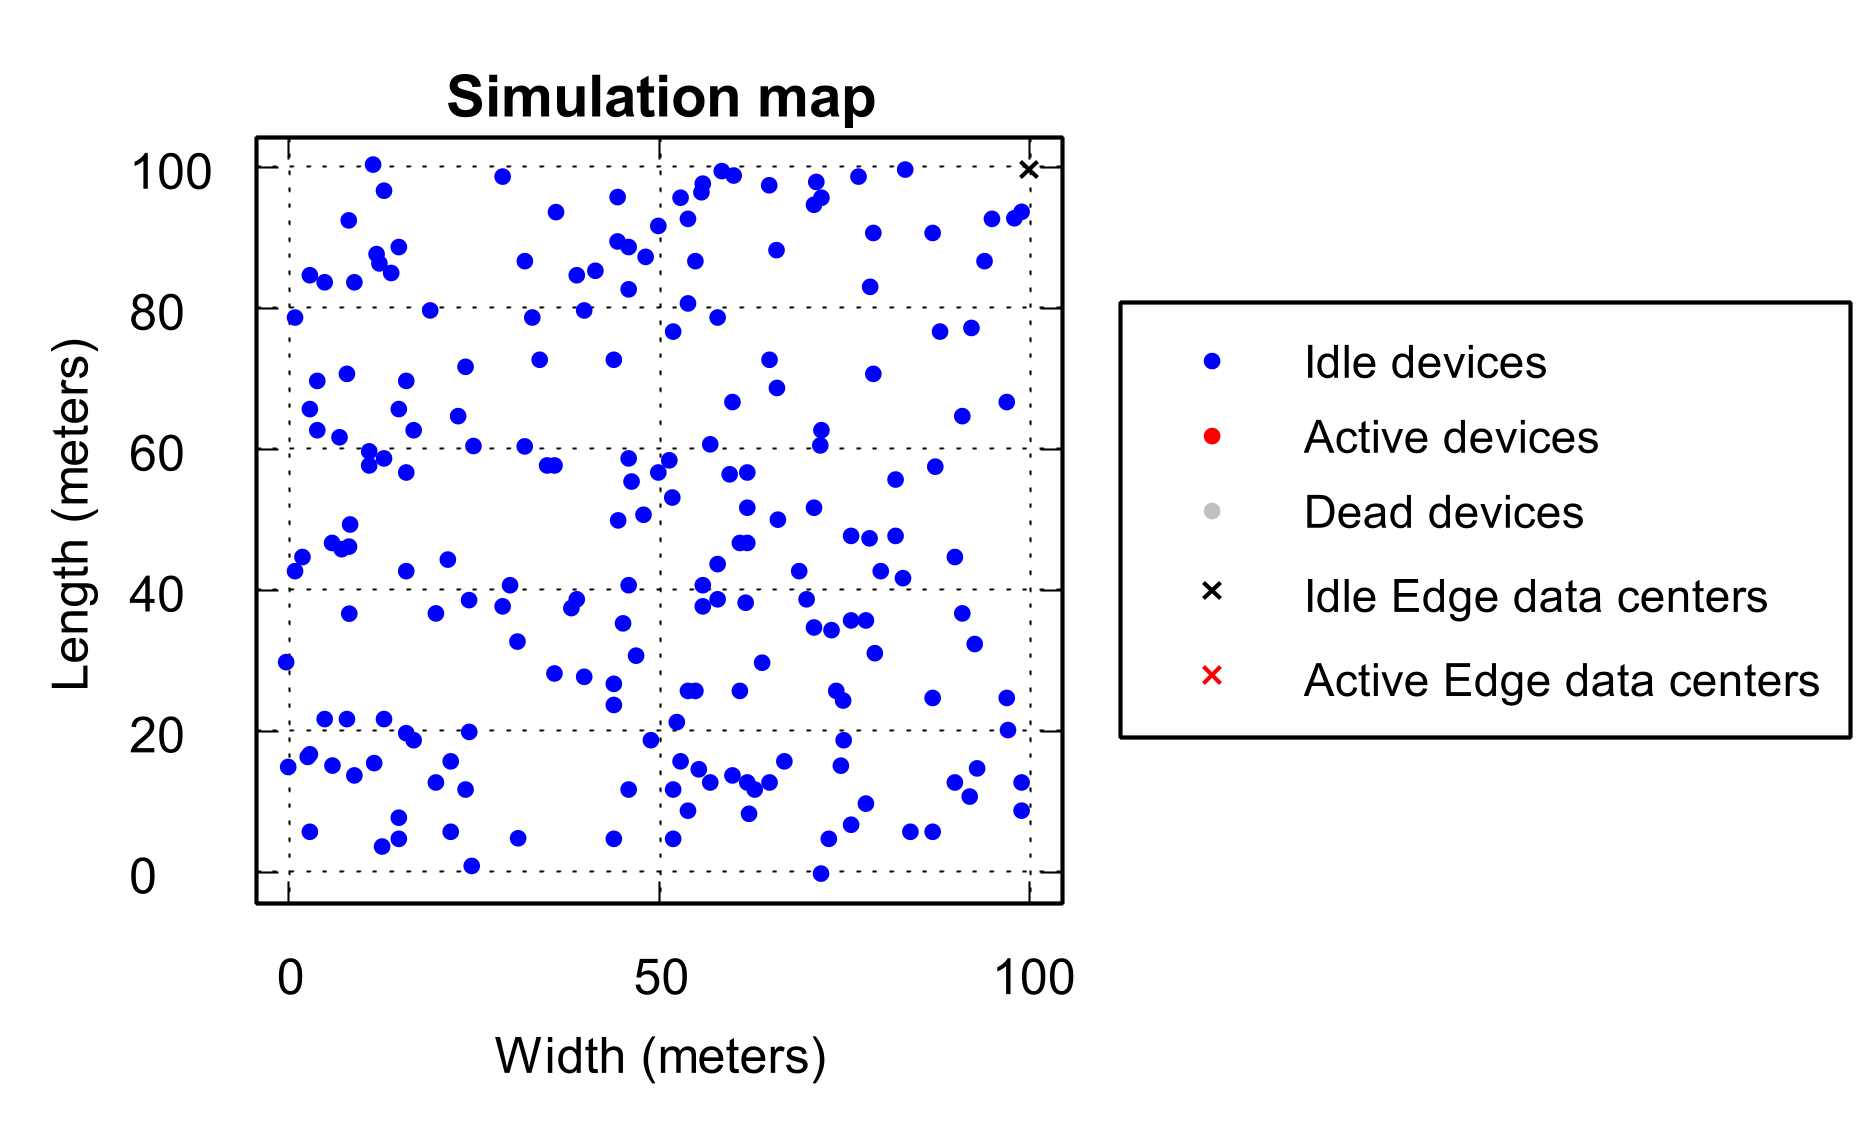 Simulation map
100
80
60
40
20
0
Length (meters)
0
50
100
Width (meters)
Idle devices
Active devices
Dead devices
Idle Edge data centers
Active Edge data centers